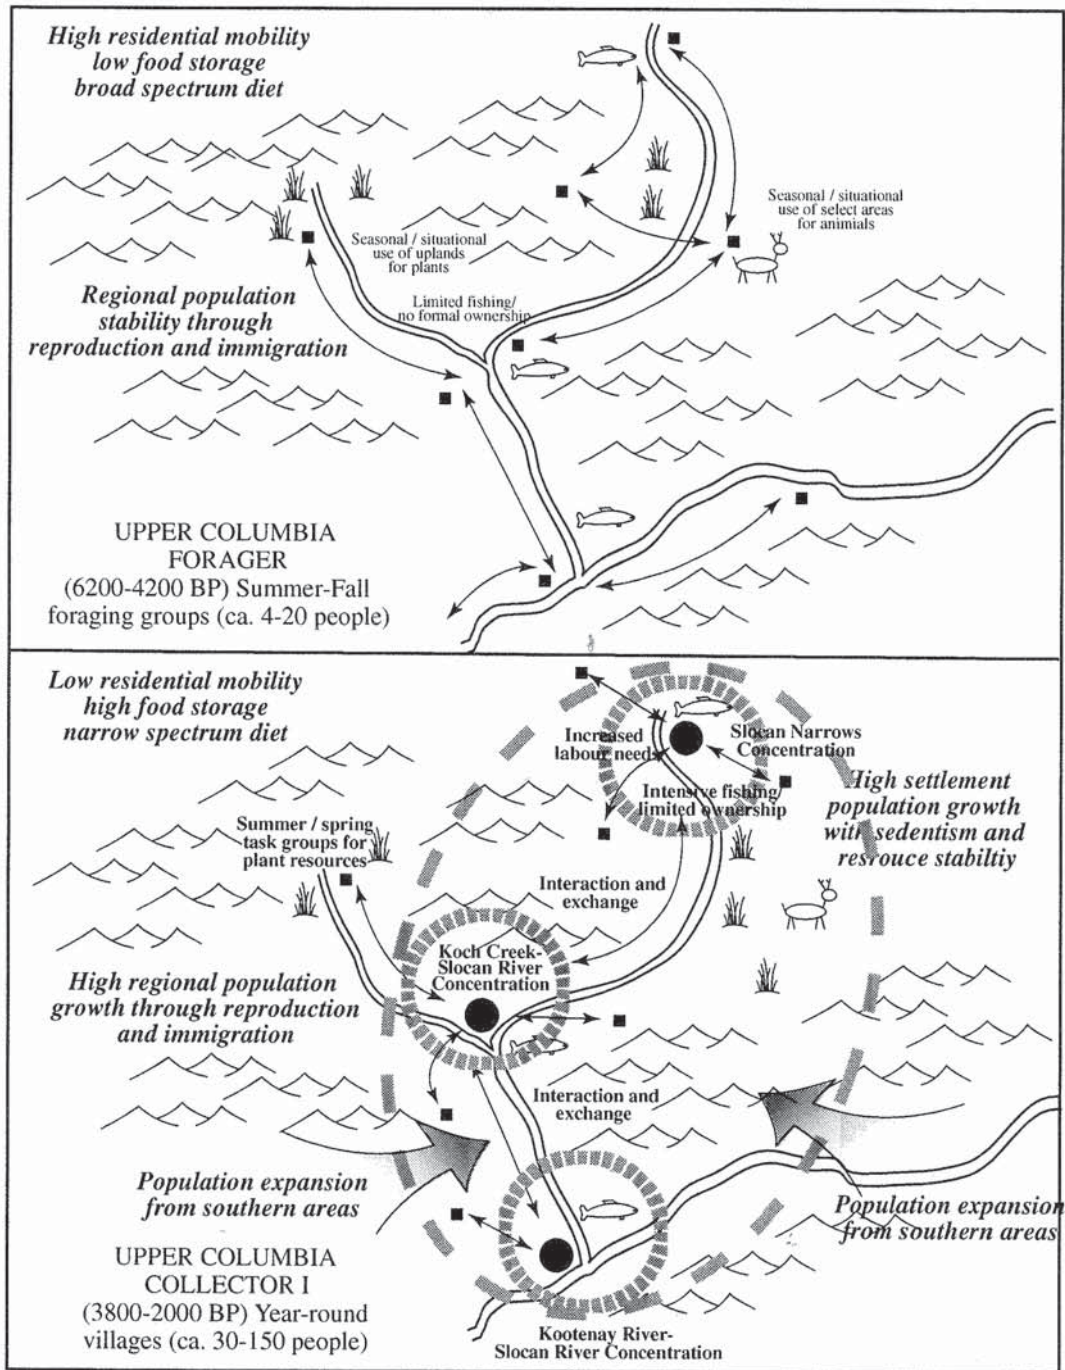 High residential mobility
low food storage
broad spectrum diet
Seasonal / situational
use of select areas
for animials
Seasonal / situational
use of uplands
for plants
Regional population
stability through
reproduction and immigration
Limited fishing/
no formal ownership
UPPER COLUMBIA
FORAGER
(6200-4200 BP) Summer-Fall
foraging groups (ca. 4-20 people)
Low residential mobility
high food storage
narrow spectrum diet
Increased
labour needs
Slocan Narrows
Concentration
Intensive fishing/
limited ownership
High settlement
population growth
with sedentism and
resrouce stabiltiy
Summer / spring
task groups for
plant resources
Interaction and
exchange
Koch Creek-
Slocan River
Concentration
High regional population
growth through reproduction
and immigration
Interaction and
exchange
Population expansion
from southern areas
Population expansion
from southern areas
UPPER COLUMBIA
COLLECTOR I
(3800-2000 BP) Year-round
villages (ca. 30-150 people)
Kootenay River-
Slocan River Concentration